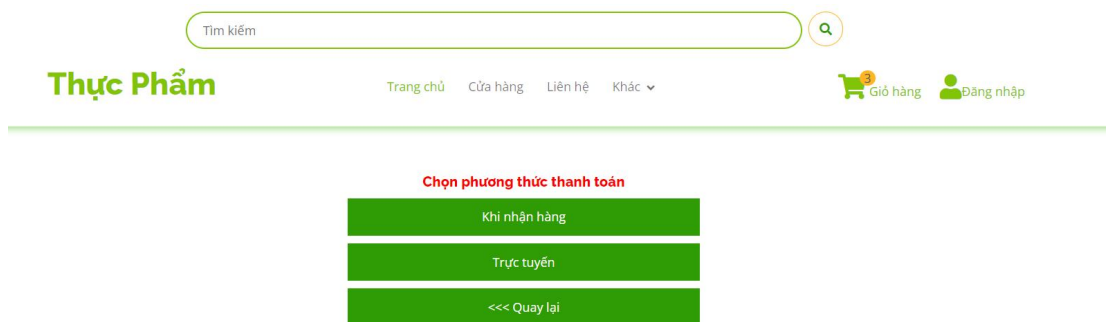 Tìm kiếm
Thực Phẩm
Trang chủ Cửa hàng Liên hệ Khác
3
Giỏ hàng
Đăng nhập
Chọn phương thức thanh toán
Khi nhận hàng
Trực tuyến
<<< Quay lại